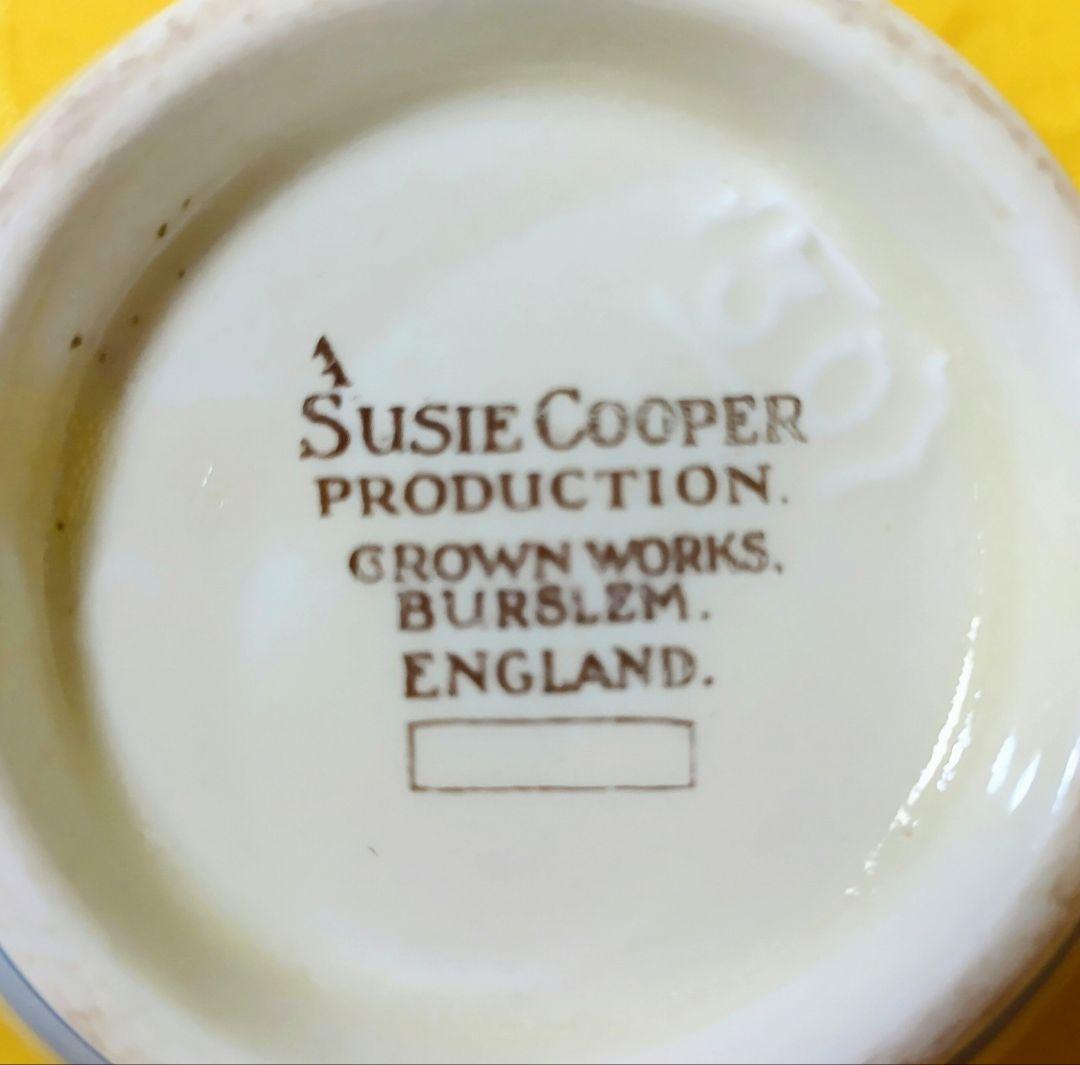 A
SUSIE COOPER
PRODUCTION.
CROWN WORKS.
BURSLEM.
ENGLAND.